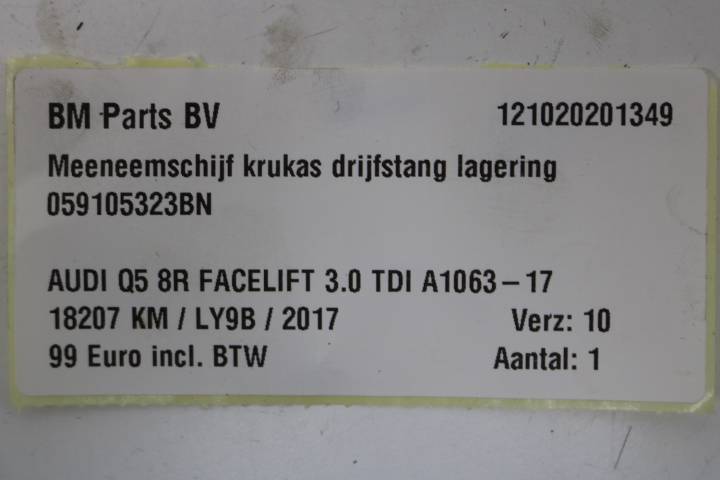 BM Parts BV 121020201349
Meeneemschijf krukas drijfstang lagering
059105323BN
AUDI Q5 8R FACELIFT 3.0 TDI A1063-17
18207 KM / LY9B / 2017 Verz: 10
99 Euro incl. BTW Aantal: 1